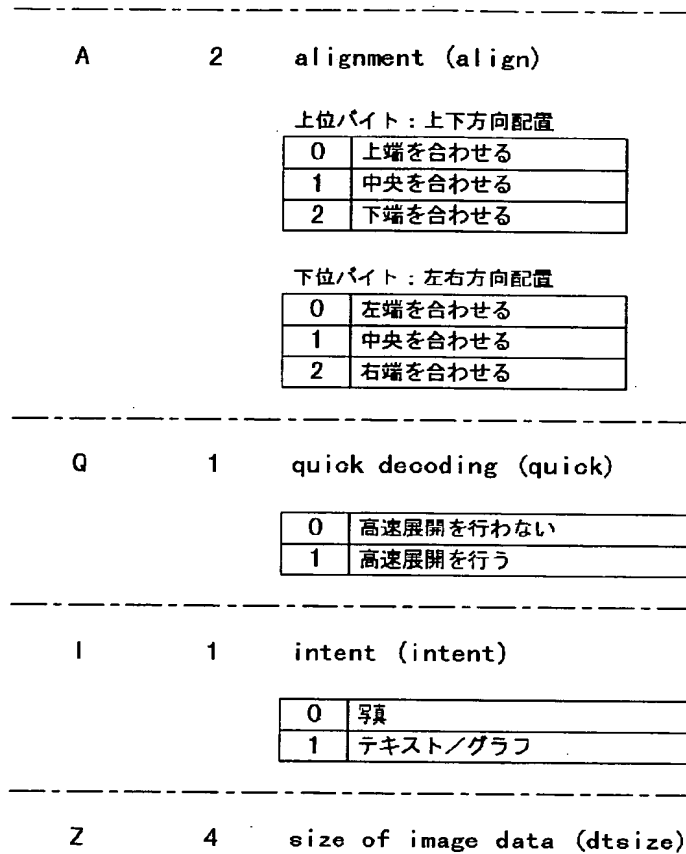 A 2 alignment (align)
上位バイト：上下方向配置
0 上端を合わせる
1 中央を合わせる
2 下端を合わせる
下位バイト：左右方向配置
0 左端を合わせる
1 中央を合わせる
2 右端を合わせる
Q 1 quick decoding (quick)
0 高速展開を行わない
1 高速展開を行う
I 1 intent (intent)
0 写真
1 テキスト／グラフ
Z 4 size of image data (dtsize)